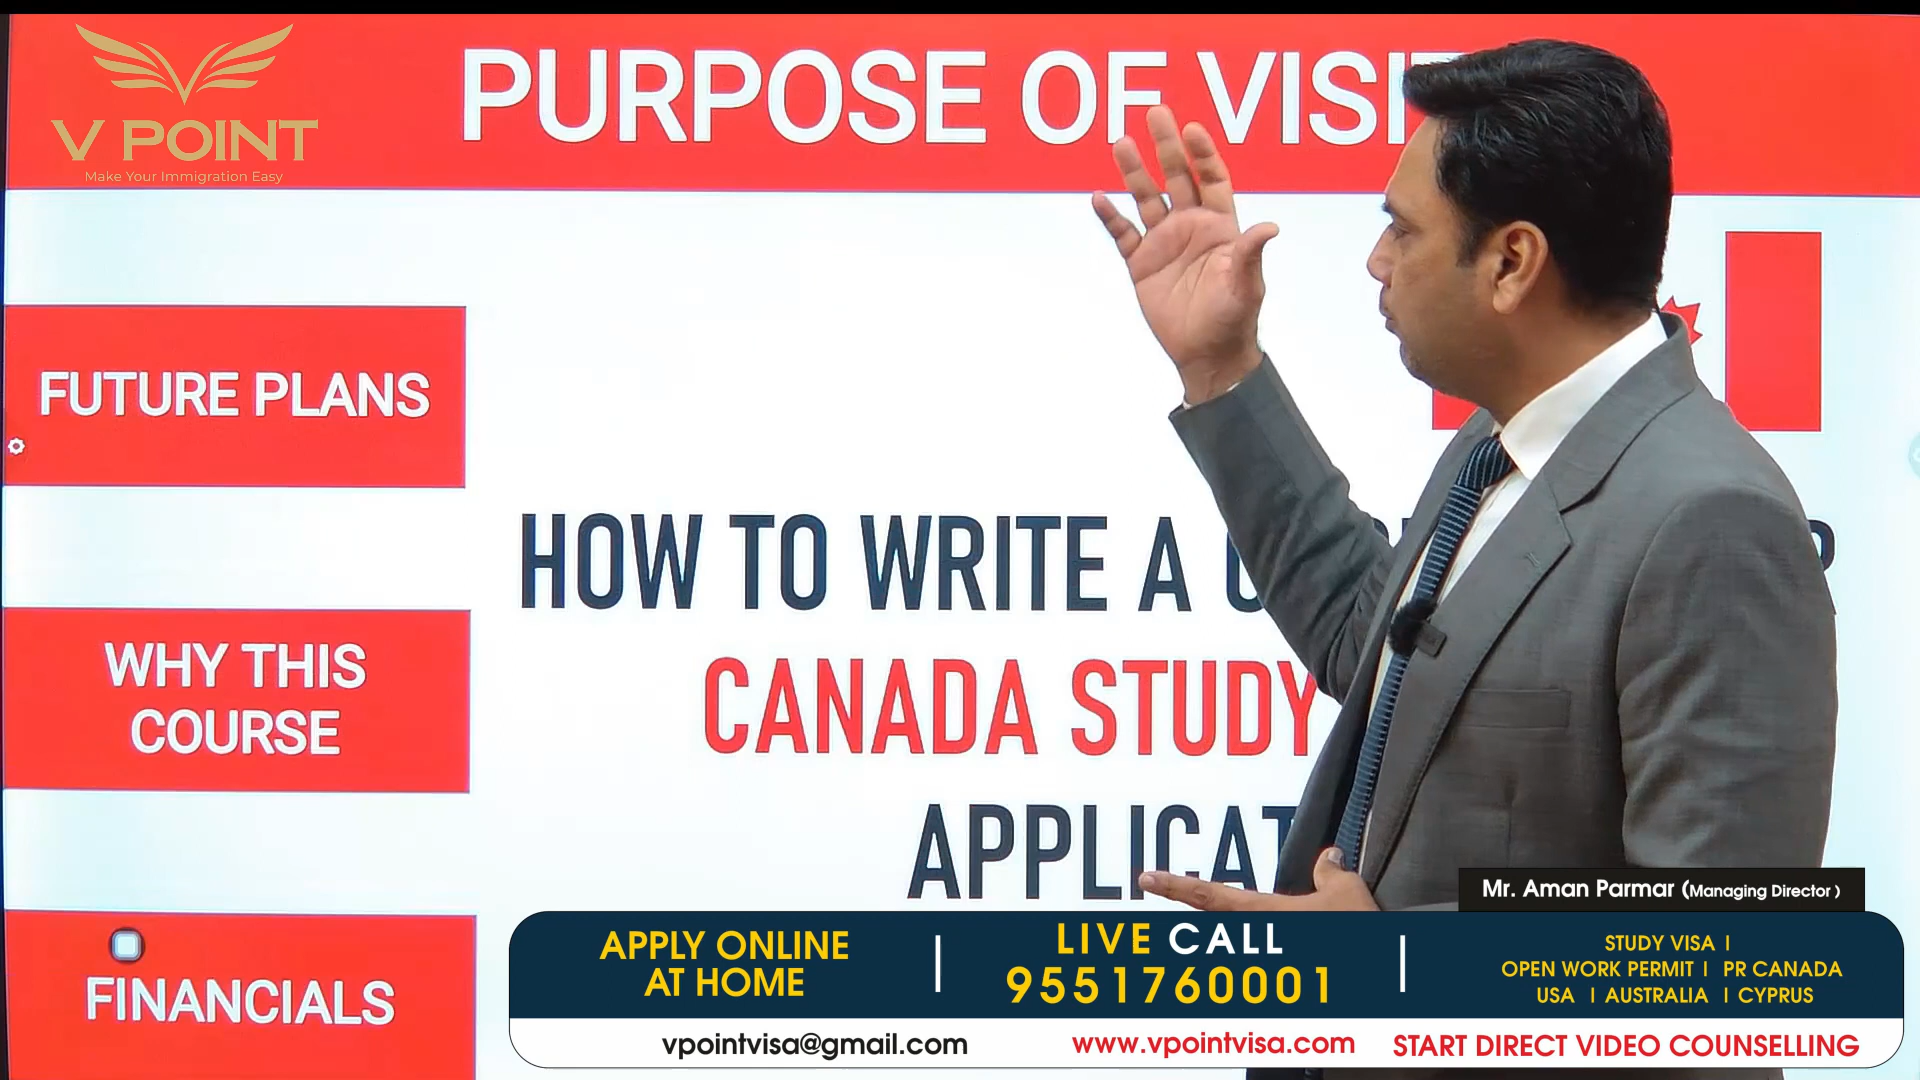 V POINT
Make Your Immigration Easy
PURPOSE OF
FUTURE PLANS
WHY THIS
COURSE
FINANCIALS
HOW TO WRITE A
CANADA STUDY
Mr. Aman Parmar (Managing Director )
APPLY ONLINE
AT HOME
LIVE CALL
9551760001
STUDY VISA |
OPEN WORK PERMIT | PR CANADA
USA | AUSTRALIA | CYPRUS
vpointvisa@gmail.com
www.vpointvisa.com
START DIRECT VIDEO COUNSELLING